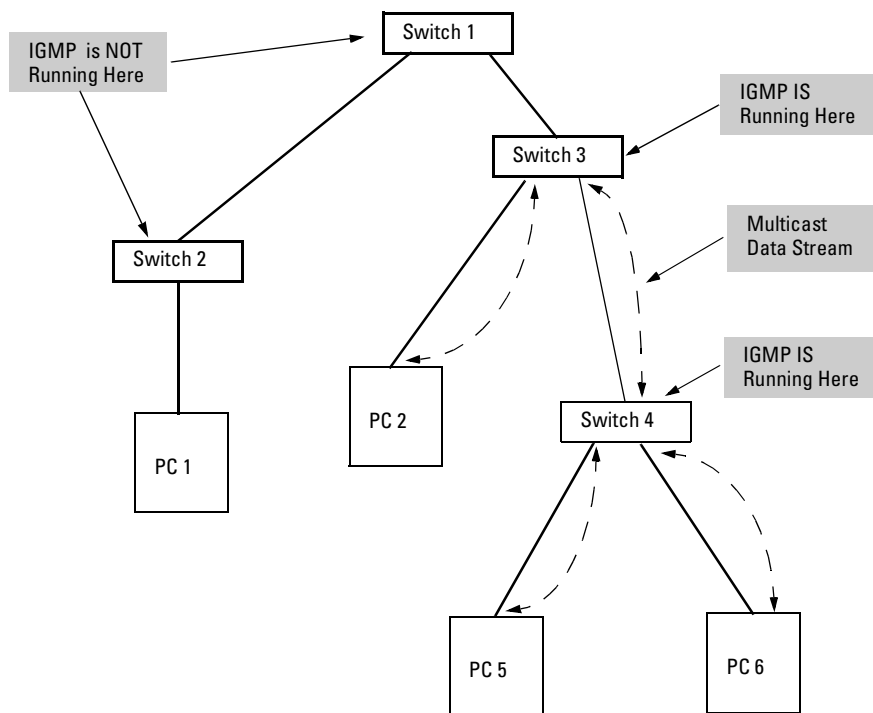 Switch 1
IGMP is NOT
Running Here
IGMP IS
Running Here
Switch 3
Multicast
Data Stream
Switch 2
IGMP IS
Running Here
PC 2
Switch 4
PC 1
PC 5
PC 6